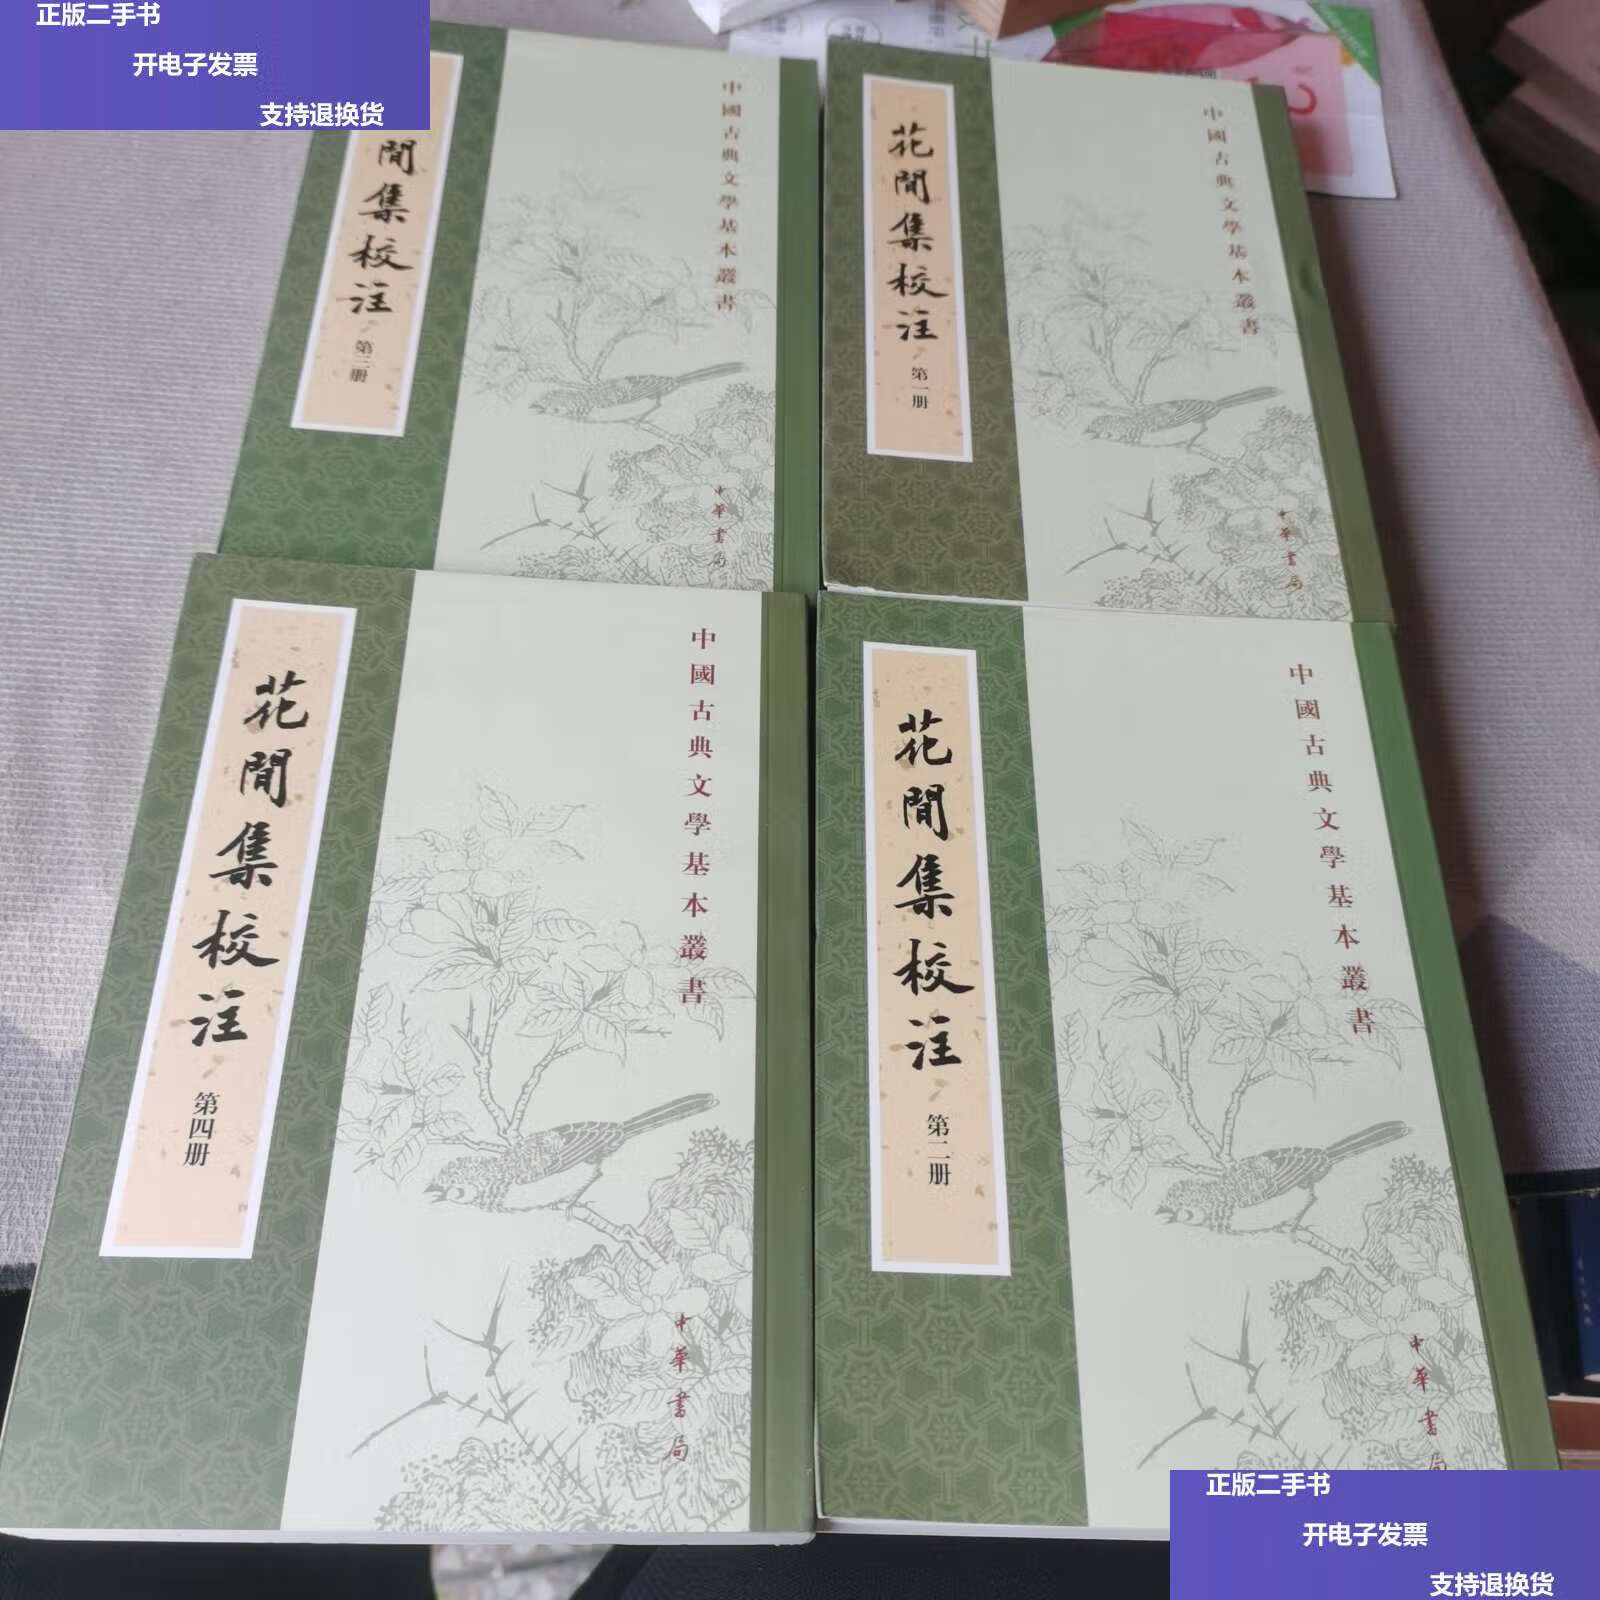 正版二手书
开电子发票
支持退换货
閒集校注
第三册
中國古典文學基本叢書
中華書局
花閒集校注
第一册
中國古典文學基本叢書
中華書局
花閒集校注
第四册
中國古典文學基本叢書
中華書局
花閒集校注
第二册
中國古典文學基本叢書
中華書局
正版二手书
开电子发票
支持退换货